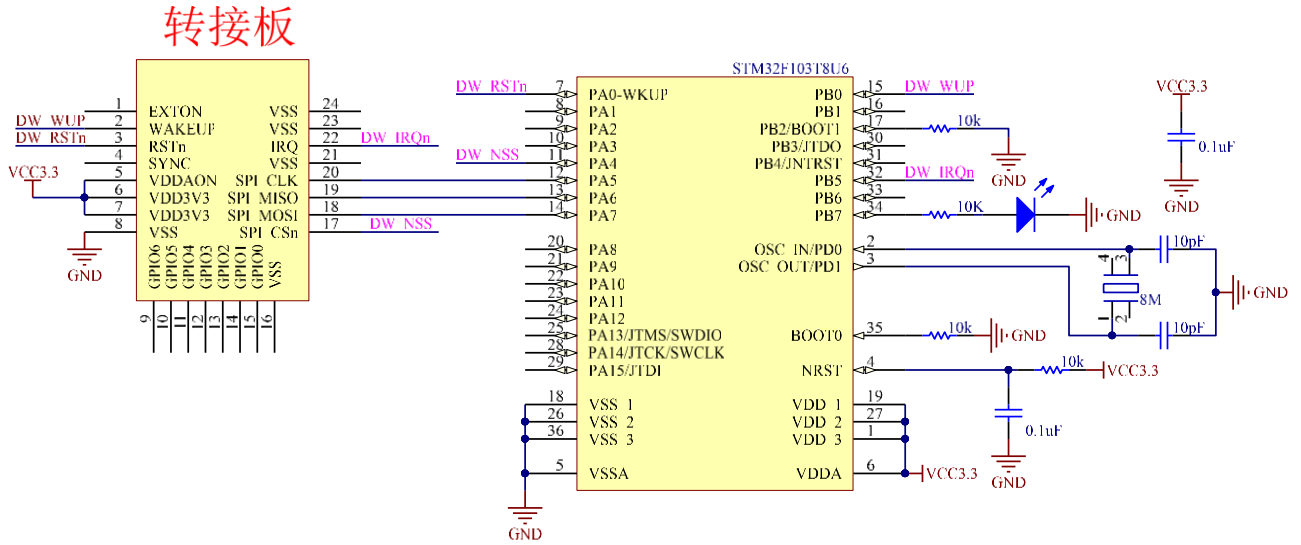 转接板
1 EXTON VSS 24
DW_WUP 2 WAKEUP VSS 23
DW_RSTn 3 RSTn IRQ 22 DW_IRQn
4 SYNC VSS 21
VCC3.3 5 VDDAON SPI_CLK 20
6 VDD3V3 SPI_MISO 19
7 VDD3V3 SPI_MOSI 18
8 VSS SPI_CSn 17 DW_NSS
GND
GPIO6 GPIO5 GPIO4 GPIO3 GPIO2 GPIO1 GPIO0 VSS
9 10 11 12 13 14 15 16
STM32F103T8U6
DW_RSTn 7 PA0-WKUP PB0 15 DW_WUP
8 PA1 PB1 16
9 PA2 PB2/BOOT1 17 10k
GND
10 PA3 PB3/JTDO 30
DW_NSS 11 PA4 PB4/JNTRST 31
12 PA5 PB5 32 DW_IRQn
13 PA6 PB6 33
14 PA7 PB7 34 10K GND
20 PA8 OSC_IN/PD0 2
21 PA9 OSC_OUT/PD1 3
22 PA10
23 PA11
24 PA12
25 PA13/JTMS/SWDIO BOOT0 35 10k GND
28 PA14/JTCK/SWCLK
29 PA15/JTDI NRST 4 10k VCC3.3
0.1uF
GND
18 VSS_1 VDD_1 19
26 VSS_2 VDD_2 27
36 VSS_3 VDD_3 1
5 VSSA VDDA 6 VCC3.3
GND
VCC3.3
0.1uF
GND
10pF
4 3
8M
1 2
10pF
GND